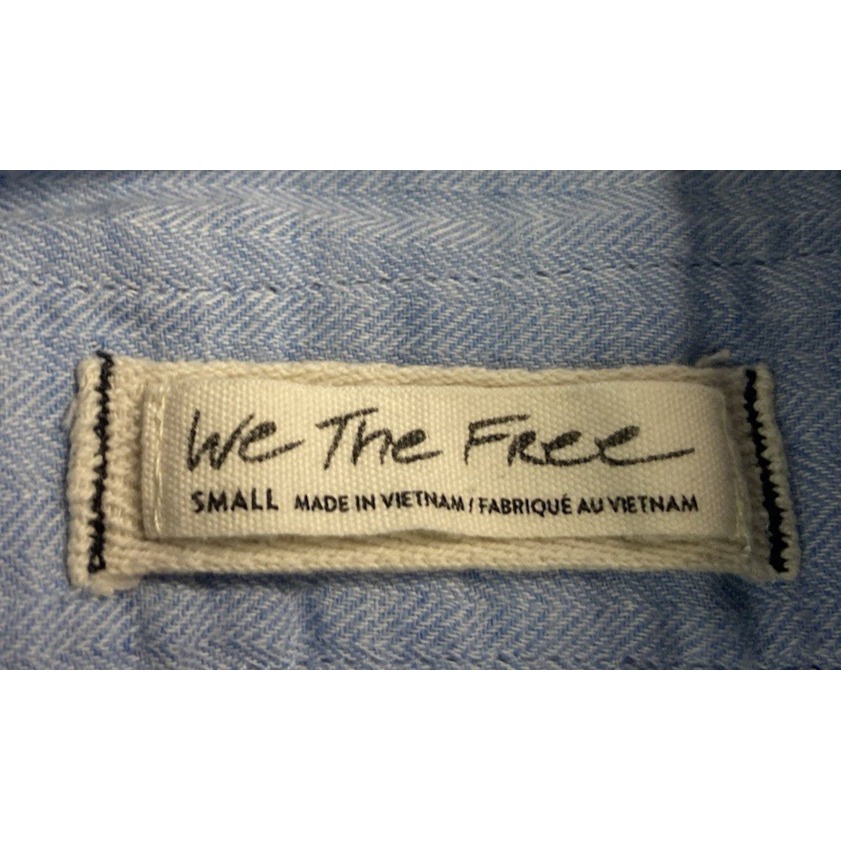 We The Free
SMALL MADE IN VIETNAM / FABRIQUÉ AU VIETNAM